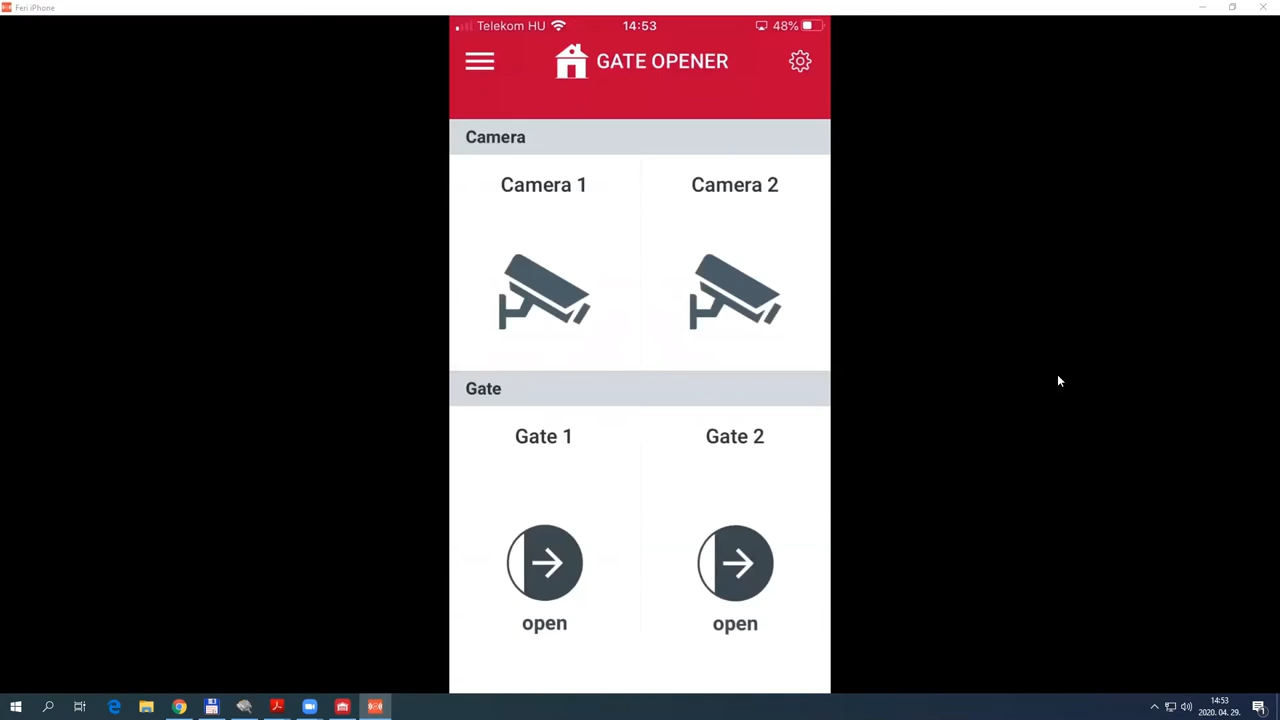 Feri iPhone
Telekom HU 14:53 48%
GATE OPENER
Camera
Camera 1 Camera 2
Gate
Gate 1 Gate 2
open open
14:53
2020. 04. 29.